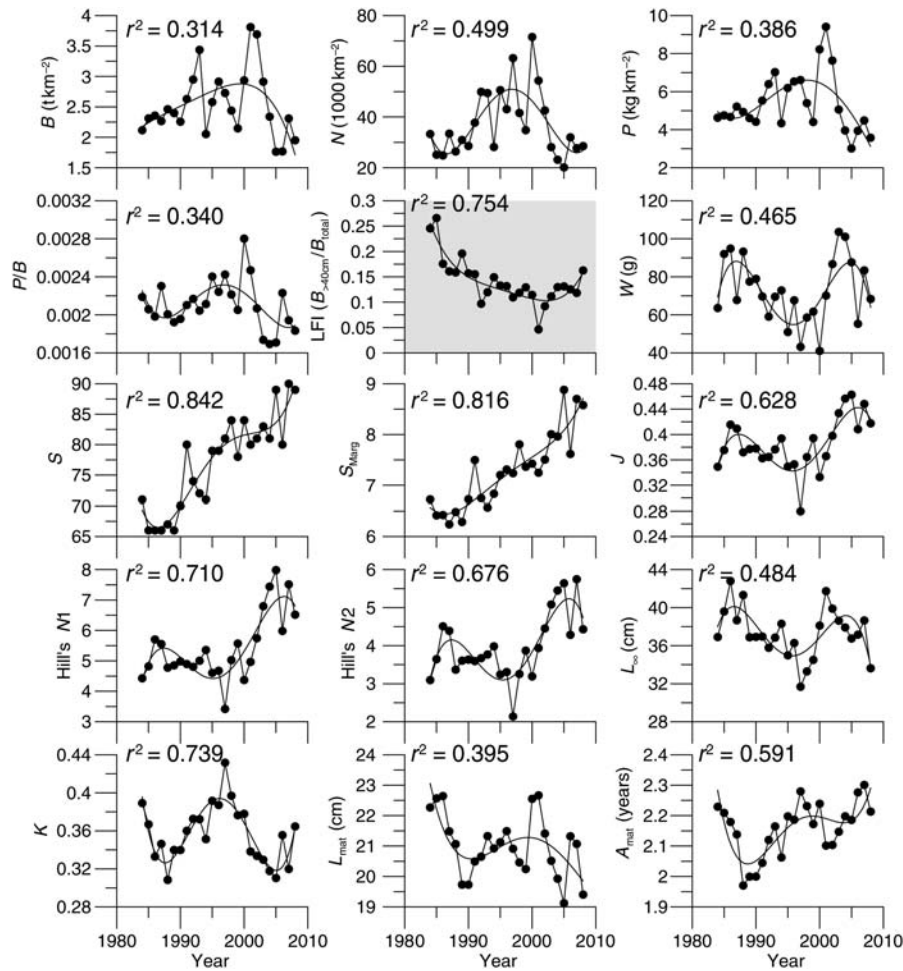 r² = 0.314
B (t km⁻²)
4
3.5
3
2.5
2
1.5
r² = 0.499
N (1000 km⁻²)
80
60
40
20
r² = 0.386
P (kg km⁻²)
10
8
6
4
2
r² = 0.340
P/B
0.0032
0.0028
0.0024
0.002
0.0016
r² = 0.754
LFI (B>40cm/Btotal)
0.3
0.25
0.2
0.15
0.1
0.05
0
r² = 0.465
W (g)
120
100
80
60
40
r² = 0.842
S
90
85
80
75
70
65
r² = 0.816
SMarg
9
8
7
6
r² = 0.628
J
0.48
0.44
0.4
0.36
0.32
0.28
0.24
r² = 0.710
Hill's N1
8
7
6
5
4
3
r² = 0.676
Hill's N2
6
5
4
3
2
r² = 0.484
L∞ (cm)
44
40
36
32
28
r² = 0.739
K
0.44
0.4
0.36
0.32
0.28
1980 1990 2000 2010
Year
r² = 0.395
Lmat (cm)
24
23
22
21
20
19
1980 1990 2000 2010
Year
r² = 0.591
Amat (years)
2.4
2.3
2.2
2.1
2
1.9
1980 1990 2000 2010
Year